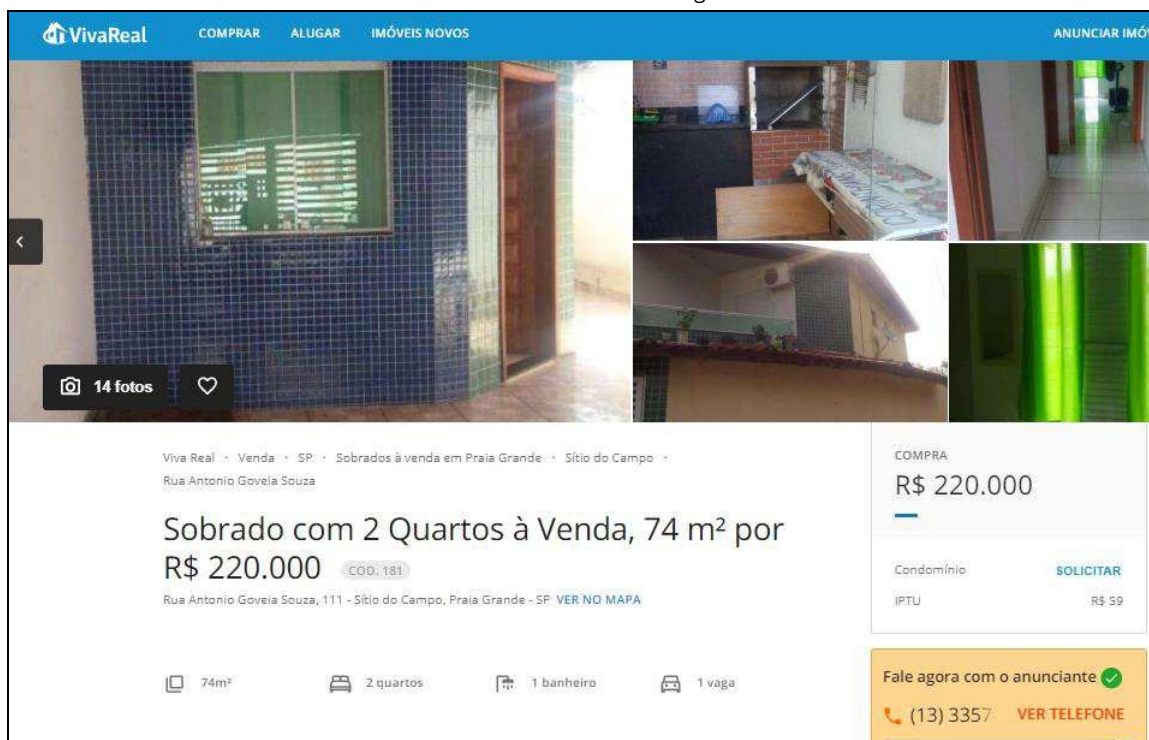 VivaReal COMPRAR ALUGAR IMÓVEIS NOVOS ANUNCIAR IMÓV
14 fotos
Viva Real · Venda · SP · Sobrados à venda em Praia Grande · Sítio do Campo ·
Rua Antonio Goveia Souza
Sobrado com 2 Quartos à Venda, 74 m² por
R$ 220.000 COD. 181
Rua Antonio Goveia Souza, 111 - Sítio do Campo, Praia Grande - SP VER NO MAPA
74m² 2 quartos 1 banheiro 1 vaga
COMPRA
R$ 220.000
Condomínio SOLICITAR
IPTU R$ 59
Fale agora com o anunciante
(13) 3357 VER TELEFONE